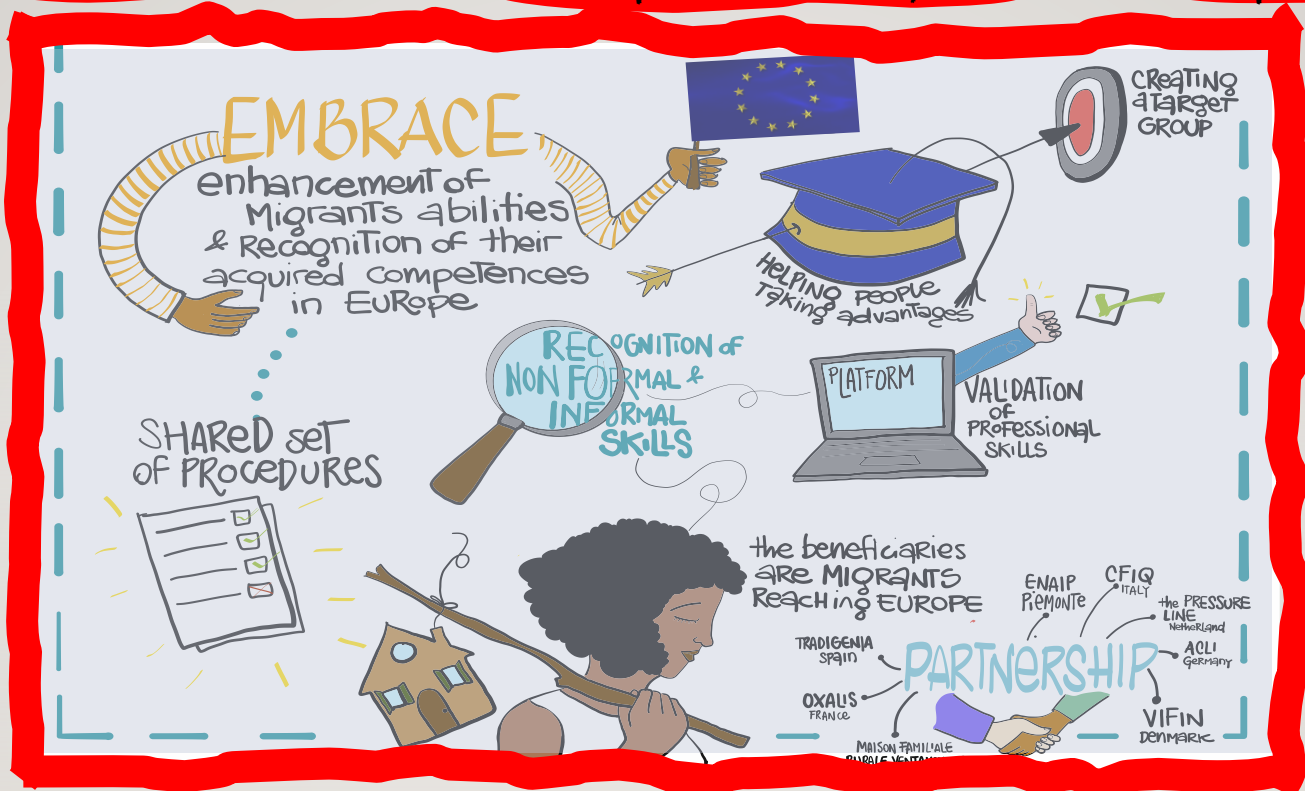 EMBRACE
enhancement of
Migrants abilities
& Recognition of their
acquired competences
in EURoPe
CReaTing
a TaRgeT
GROUP
HeLPING PEOPLe
Taking advantages
RECOGNITION of
NON FORMAL &
INFORMAL
SKILLS
PLATFORM
VALIDATION
OF
PROFESSIONAL
SKILLS
SHARed seT
OF PROCEDURES
the beneficiaries
aRe MIGRANTS
ReacHing EUROPE
ENAIP
PiEMONTe
CFIQ
ITALY
the PRESSURE
LINE
NetHeRLand
ACLI
GeRmany
TRADIGENIA
SPain
PARTNERSHIP
OXALIS
FRANCe
VIFIN
DENMARK
MAISON FAMILIALE